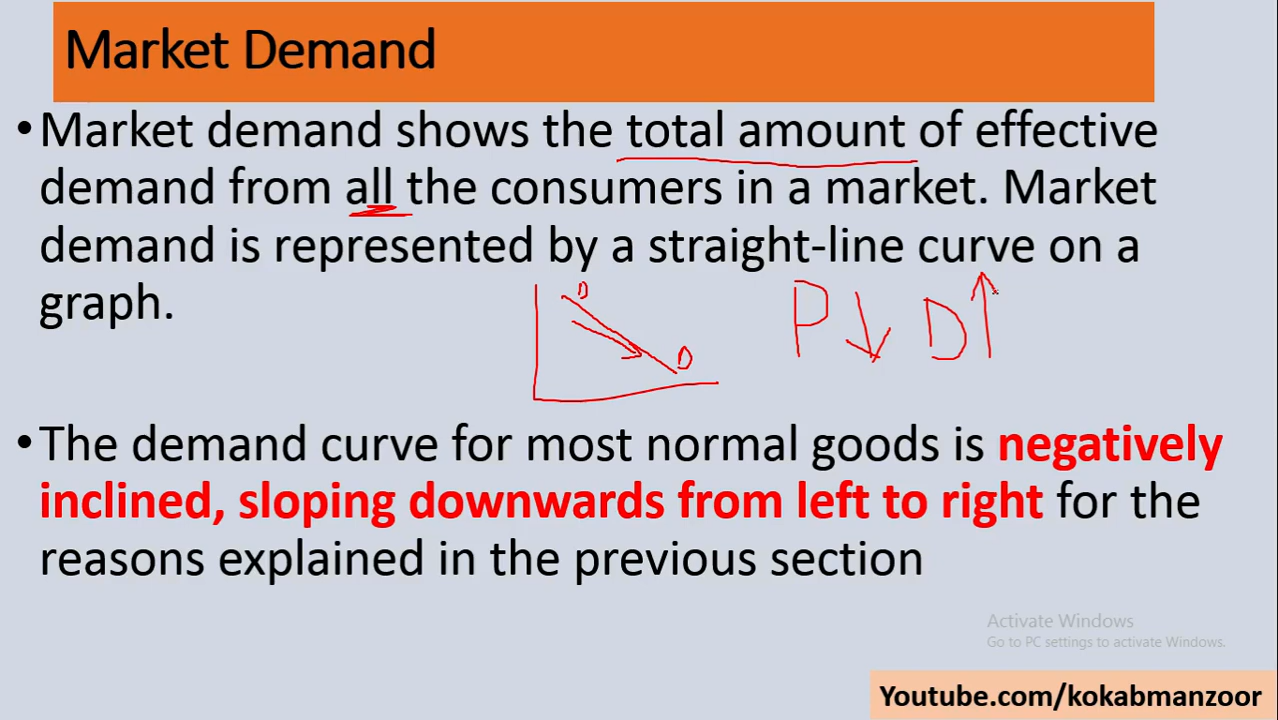 Market Demand
•Market demand shows the total amount of effective
demand from all the consumers in a market. Market
demand is represented by a straight-line curve on a
graph.
D
D
P↓ D↑
•The demand curve for most normal goods is negatively
inclined, sloping downwards from left to right for the
reasons explained in the previous section
Activate Windows
Go to PC settings to activate Windows.
Youtube.com/kokabmanzoor